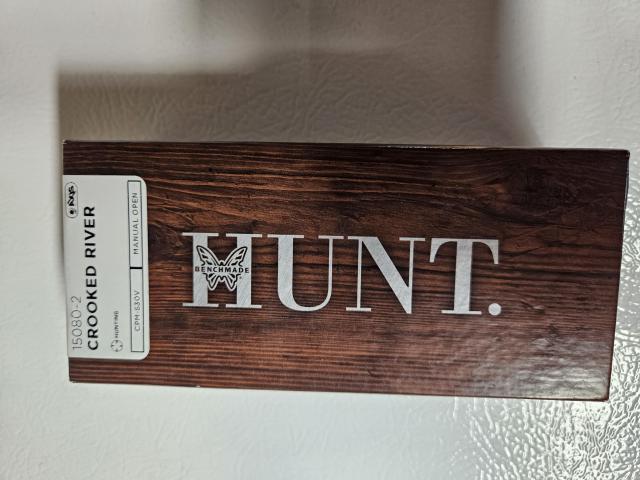 15080-2
CROOKED RIVER
HUNTING
CPM-S30V
MANUAL OPEN
HUNT.
BENCHMADE